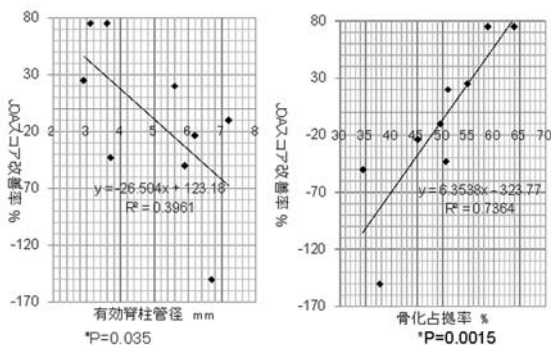 80
30
-20
-70
-120
-170
2 3 4 5 6 7 8
JOAスコア改善率 %
y = -26.504x + 123.18
R² = 0.3961
有効脊柱管径 mm
*P=0.035
80
30
-20
-70
-120
-170
30 35 40 45 50 55 60 65 70
JOAスコア改善率 %
y = 6.3538x - 323.77
R² = 0.7364
骨化占拠率 %
*P=0.0015